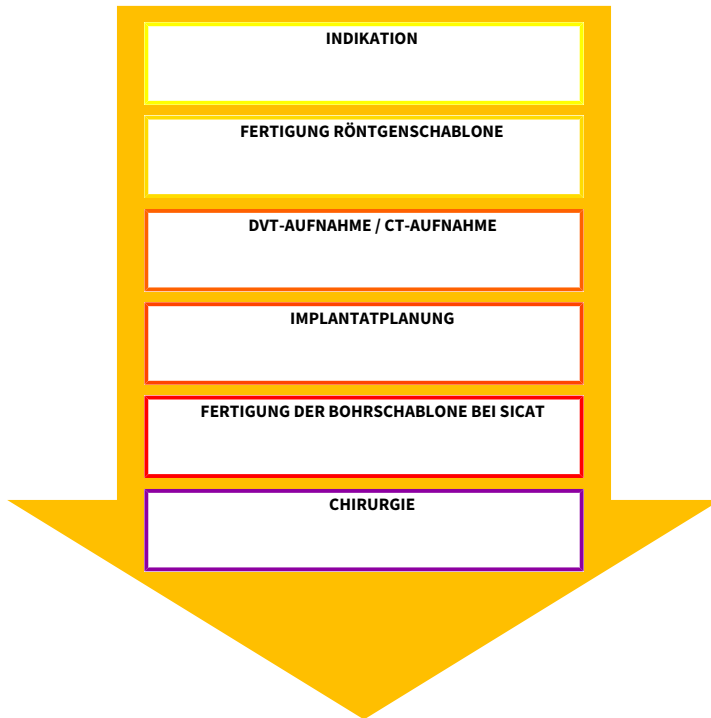 INDIKATION
FERTIGUNG RÖNTGENSCHABLONE
DVT-AUFNAHME / CT-AUFNAHME
IMPLANTATPLANUNG
FERTIGUNG DER BOHRSCHABLONE BEI SICAT
CHIRURGIE